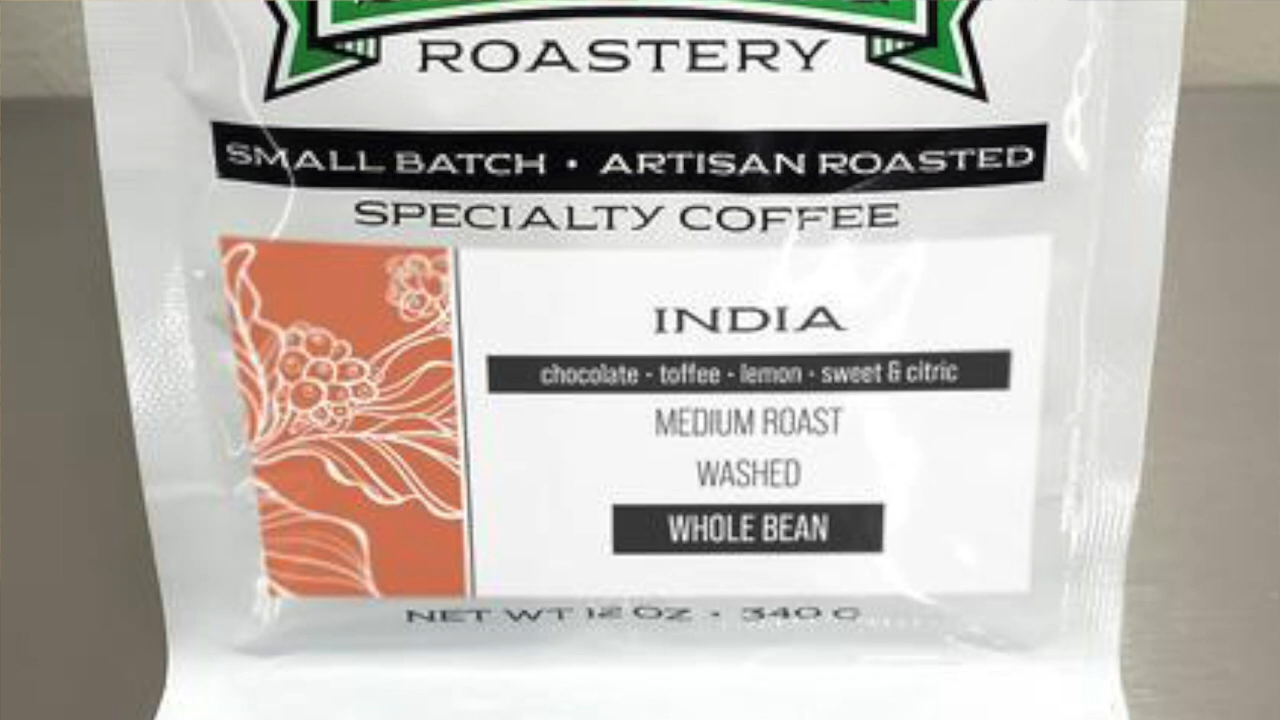 ROASTERY
SMALL BATCH • ARTISAN ROASTED
SPECIALTY COFFEE
INDIA
chocolate - toffee - lemon - sweet & citric
MEDIUM ROAST
WASHED
WHOLE BEAN
NET WT 12 OZ • 340 G